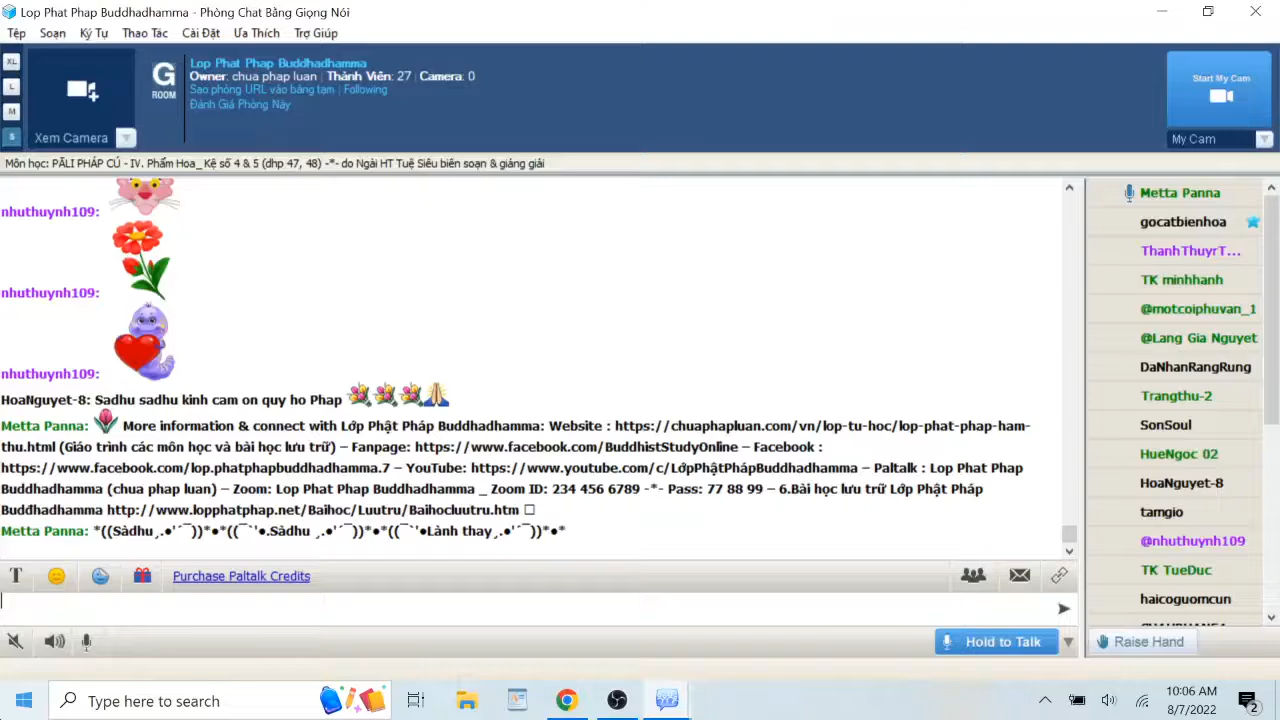 Lop Phat Phap Buddhadhamma - Phòng Chat Bằng Giọng Nói
Tệp Soạn Ký Tự Thao Tác Cài Đặt Ưa Thích Trợ Giúp
XL
L
M
S
Xem Camera
G
ROOM
Lop Phat Phap Buddhadhamma
Owner: chua phap luan | Thành Viên: 27 | Camera: 0
Sao phòng URL vào bảng tạm | Following
Đánh Giá Phòng Này
Start My Cam
My Cam
Môn học: PĀLI PHÁP CÚ - IV. Phẩm Hoa_ Kệ số 4 & 5 (dhp 47, 48) -*- do Ngài HT Tuệ Siêu biên soạn & giảng giải
nhuthuynh109:
nhuthuynh109:
nhuthuynh109:
HoaNguyet-8: Sadhu sadhu kinh cam on quy ho Phap
Metta Panna: More information & connect with Lớp Phật Pháp Buddhadhamma: Website : https://chuaphapluan.com/vn/lop-tu-hoc/lop-phat-phap-ham-
thu.html (Giáo trình các môn học và bài học lưu trữ) – Fanpage: https://www.facebook.com/BuddhistStudyOnline – Facebook :
https://www.facebook.com/lop.phatphapbuddhadhamma.7 – YouTube: https://www.youtube.com/c/LớpPhậtPhápBuddhadhamma – Paltalk : Lop Phat Phap
Buddhadhamma (chua phap luan) – Zoom: Lop Phat Phap Buddhadhamma _ Zoom ID: 234 456 6789 -*- Pass: 77 88 99 – 6.Bài học lưu trữ Lớp Phật Pháp
Buddhadhamma http://www.lopphatphap.net/Baihoc/Luutru/Baihocluutru.htm □
Metta Panna: *((Sàdhu¸.●'´¯))*●*((¯`'●.Sàdhu ¸.●'´¯))*●*((¯`'●Lành thay¸.●'´¯))*●*
Metta Panna
gocatbienhoa
ThanhThuyrT...
TK minhhanh
@motcoiphuvan_1
@Lang Gia Nguyet
DaNhanRangRung
Trangthu-2
SonSoul
HueNgoc 02
HoaNguyet-8
tamgio
@nhuthuynh109
TK TueDuc
haicoguomcun
T
Purchase Paltalk Credits
Hold to Talk
Raise Hand
Type here to search
10:06 AM
8/7/2022
2